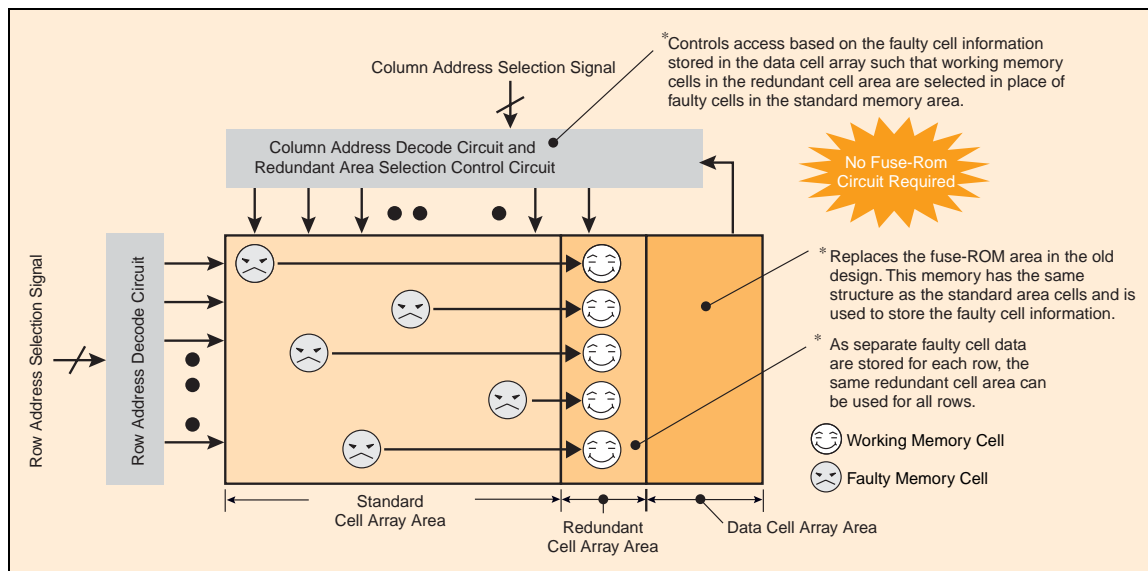 *Controls access based on the faulty cell information
stored in the data cell array such that working memory
cells in the redundant cell area are selected in place of
faulty cells in the standard memory area.
Column Address Selection Signal
Column Address Decode Circuit and
Redundant Area Selection Control Circuit
No Fuse-Rom
Circuit Required
Row Address Selection Signal
Row Address Decode Circuit
* Replaces the fuse-ROM area in the old
design. This memory has the same
structure as the standard area cells and is
used to store the faulty cell information.
* As separate faulty cell data
are stored for each row, the
same redundant cell area can
be used for all rows.
Working Memory Cell
Faulty Memory Cell
Standard
Cell Array Area
Redundant
Cell Array Area
Data Cell Array Area